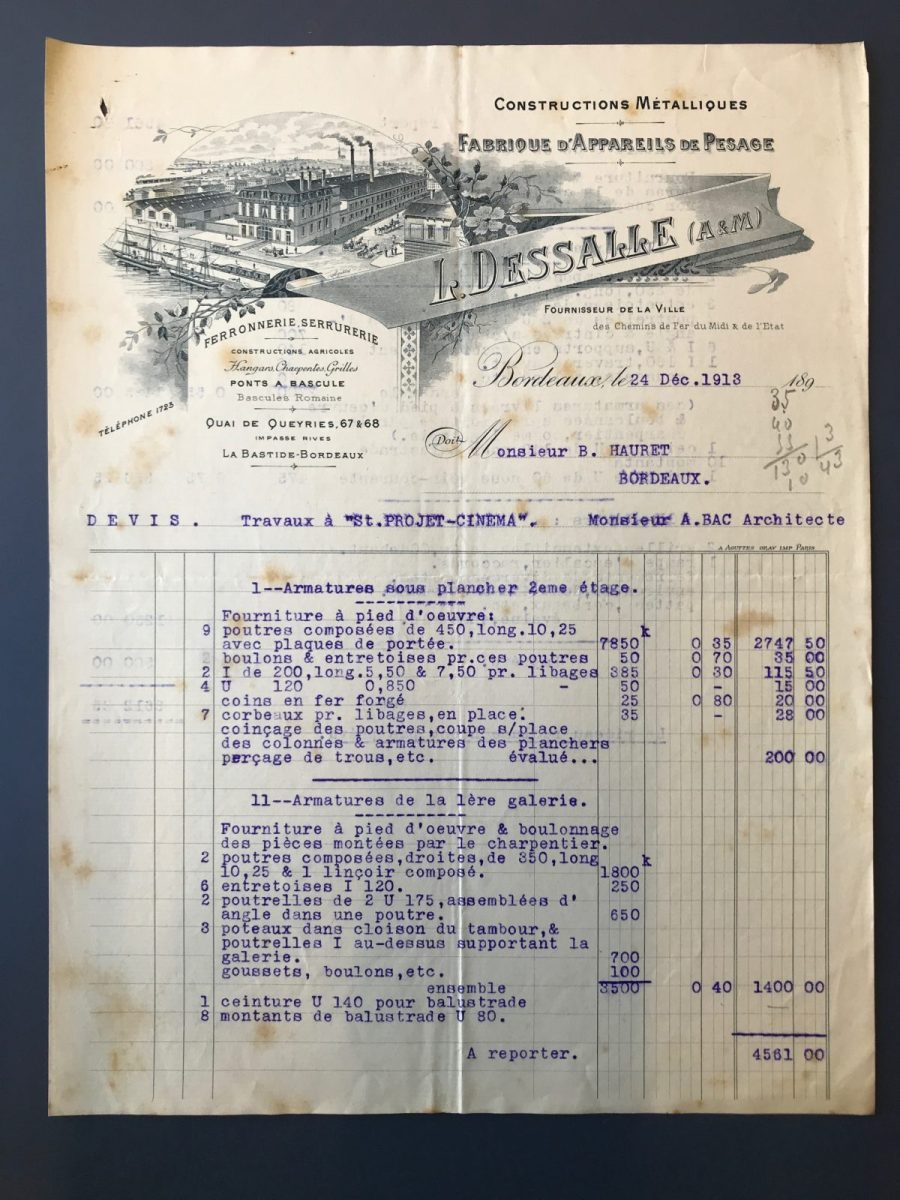 CONSTRUCTIONS MÉTALLIQUES
FABRIQUE D'APPAREILS DE PESAGE
L. DESSALLE (A & M)
FOURNISSEUR DE LA VILLE
des Chemins de Fer du Midi & de l'Etat
FERRONNERIE, SERRURERIE
CONSTRUCTIONS AGRICOLES
Hangars, Charpentes, Grilles
PONTS A BASCULE
Bascules Romaine
TÉLÉPHONE 1723
QUAI DE QUEYRIES, 67 & 68
IMPASSE RIVES
LA BASTIDE-BORDEAUX
Bordeaux, le 24 Déc. 1913 189
35
40
55
130 / 3
10 43
Doit Monsieur B. HAURET
BORDEAUX.
DEVIS. Travaux à "St.PROJET-CINEMA". Monsieur A.BAC Architecte
A AOUTTES GRAV IMP PARIS
1--Armatures sous plancher 2eme étage.
Fourniture à pied d'oeuvre:
9 poutres composées de 450,long.10,25 k
avec plaques de portée. 7850 0 35 2747 50
boulons & entretoises pr.ces poutres 50 0 70 35 00
2 I de 200,long.5,50 & 7,50 pr. libages 385 0 30 115 50
4 U 120 0,850 - 50 - 15 00
coins en fer forgé 25 0 80 20 00
7 corbeaux pr. libages,en place. 35 - 28 00
coinçage des poutres,coupe s/place
des colonnes & armatures des planchers
perçage de trous,etc. évalué... 200 00
11--Armatures de la 1ère galerie.
Fourniture à pied d'oeuvre & boulonnage
des pièces montées par le charpentier.
2 poutres composées,droites,de 350,long k
10,25 & 1 linçoir composé. 1800
6 entretoises I 120. 250
2 poutrelles de 2 U 175,assemblées d'
angle dans une poutre. 650
3 poteaux dans cloison du tambour,&
poutrelles I au-dessus supportant la
galerie. 700
goussets, boulons,etc. 100
ensemble 3500 0 40 1400 00
1 ceinture U 140 pour balustrade
8 montants de balustrade U 80.
A reporter. 4561 00